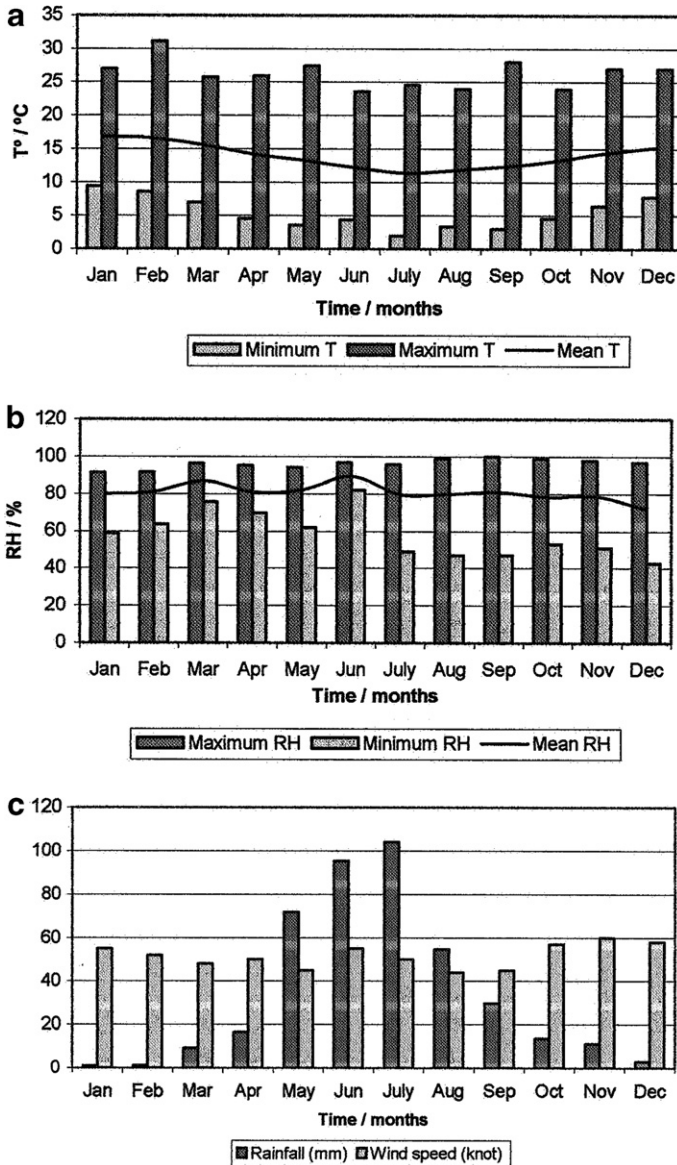 a
35
30
25
20
15
10
5
0
T° / °C
Jan Feb Mar Apr May Jun July Aug Sep Oct Nov Dec
Time / months
Minimum T Maximum T Mean T
b
120
100
80
60
40
20
0
RH / %
Jan Feb Mar Apr May Jun July Aug Sep Oct Nov Dec
Time / months
Maximum RH Minimum RH Mean RH
c
120
100
80
60
40
20
0
Jan Feb Mar Apr May Jun July Aug Sep Oct Nov Dec
Time / months
Rainfall (mm) Wind speed (knot)